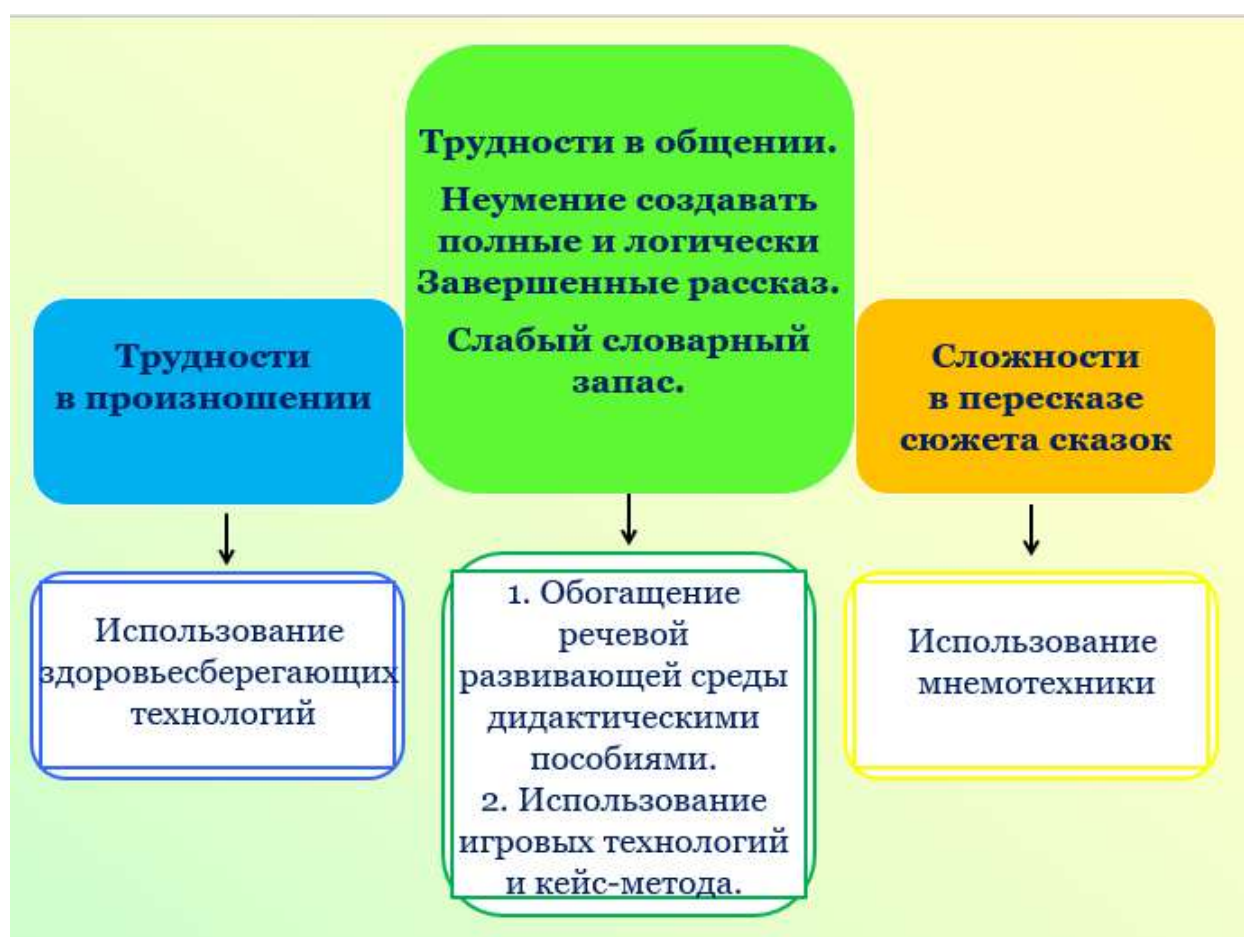 Трудности в общении.
Неумение создавать
полные и логически
Завершенные рассказ.
Слабый словарный
запас.
Трудности
в произношении
Сложности
в пересказе
сюжета сказок
Использование
здоровьесберегающих
технологий
1. Обогащение
речевой
развивающей среды
дидактическими
пособиями.
2. Использование
игровых технологий
и кейс-метода.
Использование
мнемотехники